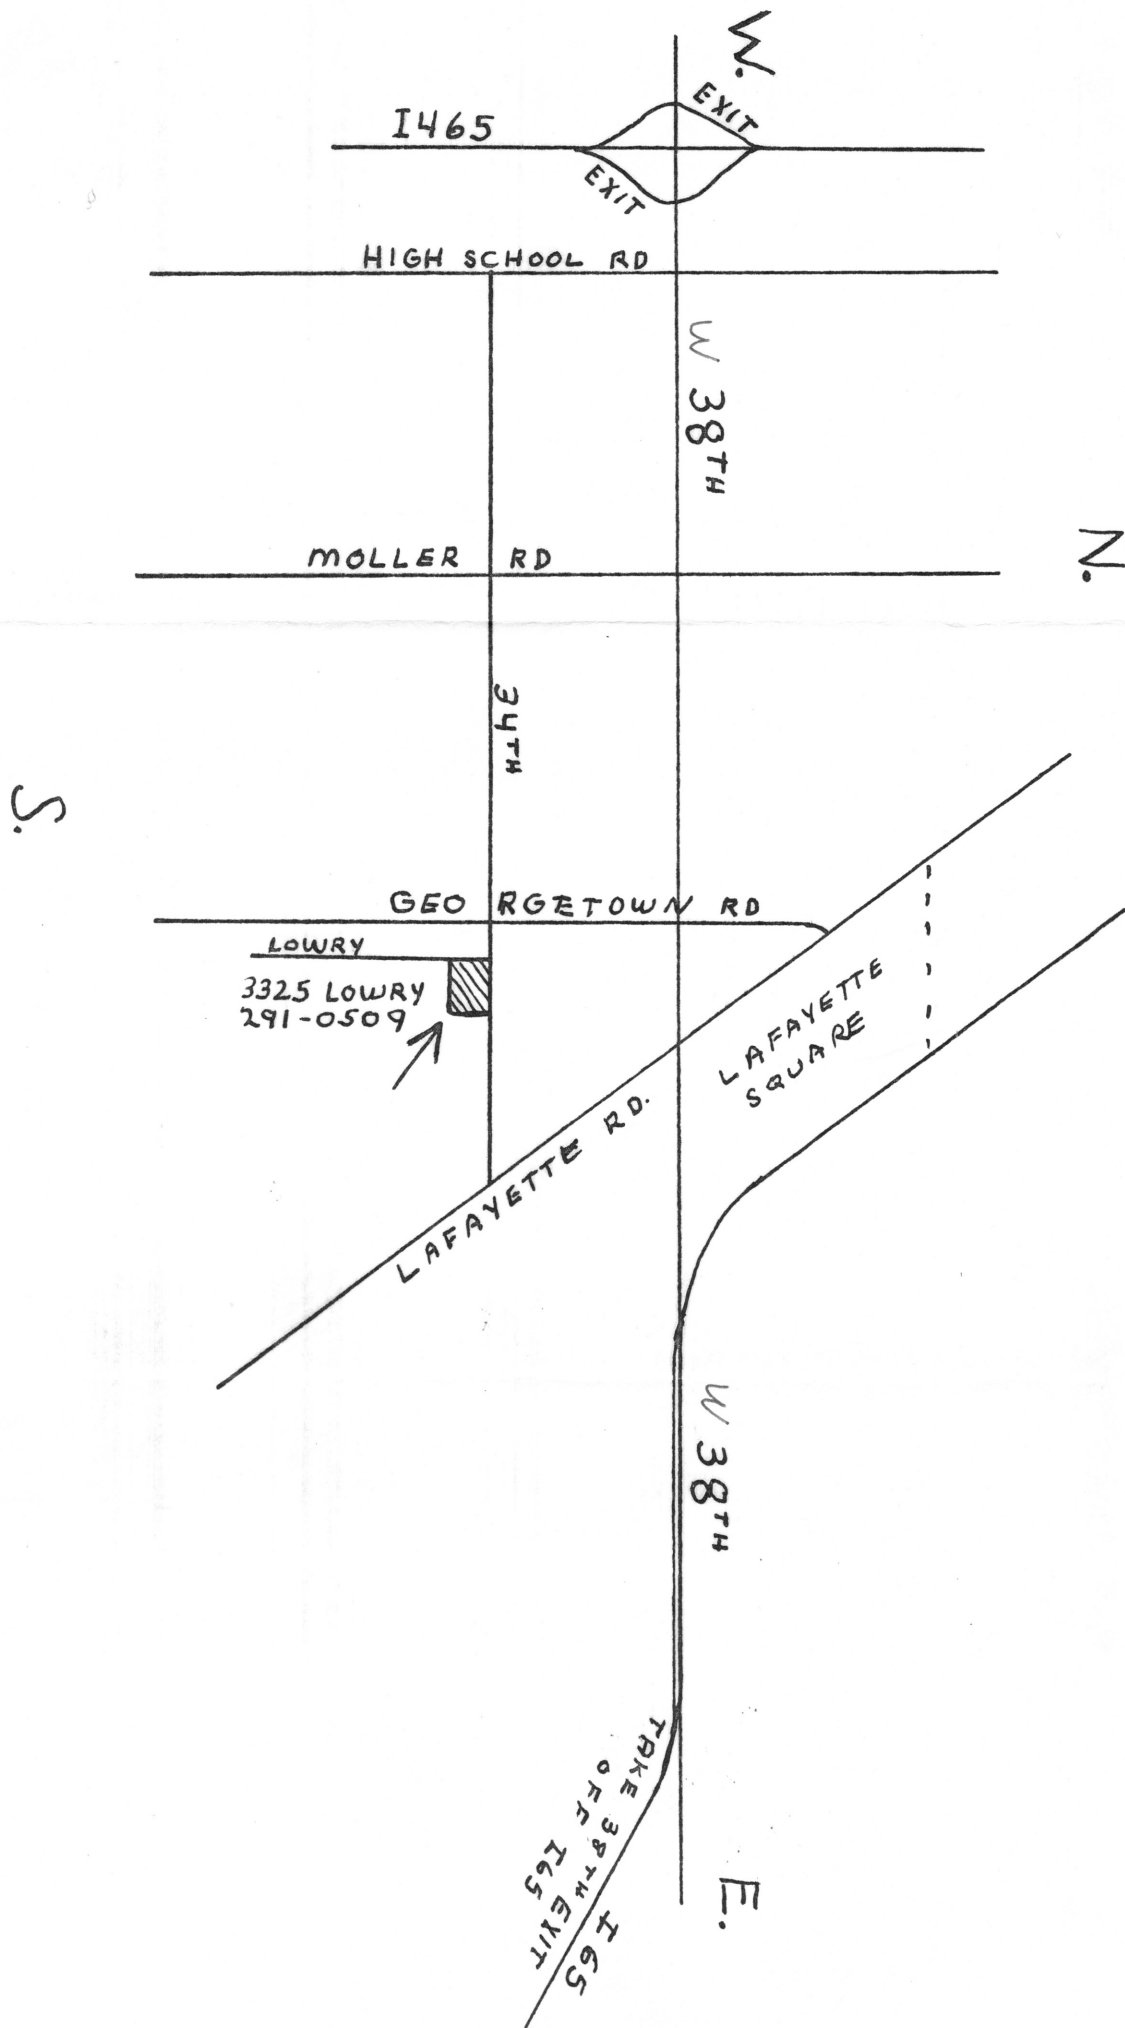 W.
I465
EXIT
EXIT
HIGH SCHOOL RD
W 38TH
N.
MOLLER RD
34TH
S.
GEORGETOWN RD
LOWRY
3325 LOWRY
291-0509
LAFAYETTE
SQUARE
LAFAYETTE RD.
W 38TH
TAKE 38TH EXIT
OFF I65
I65
E.